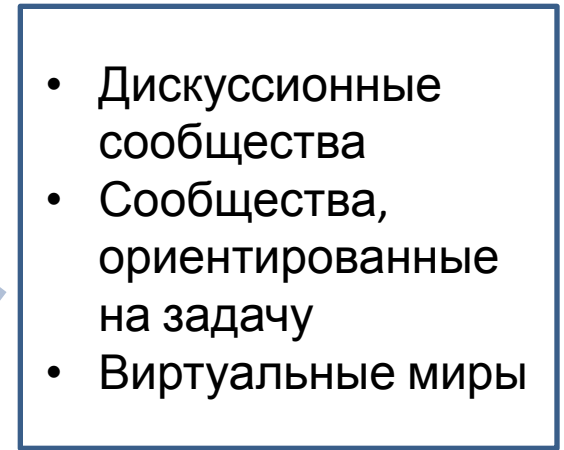 • Дискуссионные
сообщества
• Сообщества,
ориентированные
на задачу
• Виртуальные миры